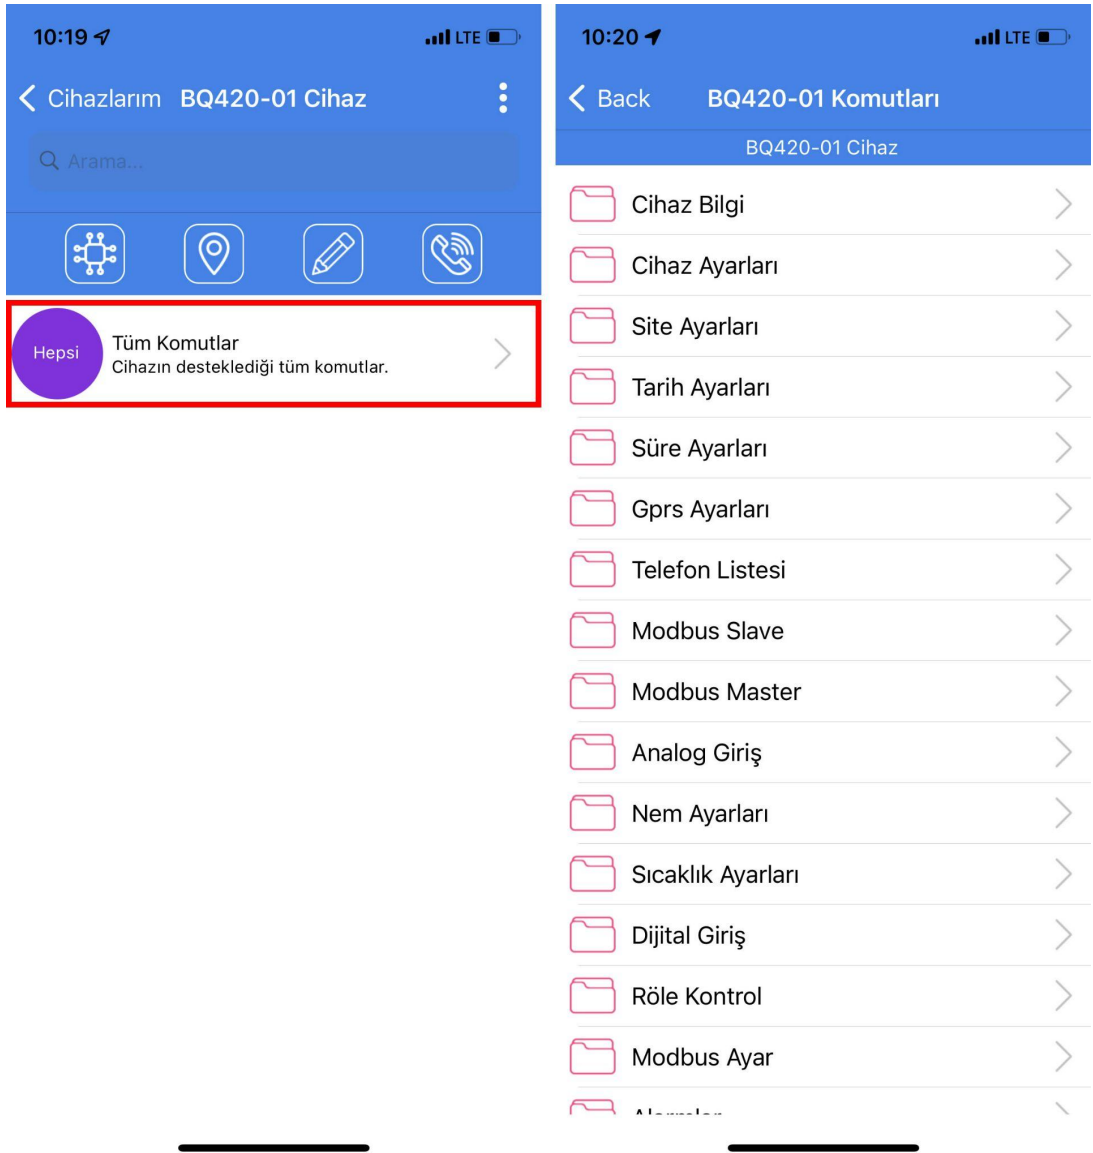 10:19
LTE
Cihazlarım BQ420-01 Cihaz
Arama...
Hepsi
Tüm Komutlar
Cihazın desteklediği tüm komutlar.
10:20
LTE
Back BQ420-01 Komutları
BQ420-01 Cihaz
Cihaz Bilgi
Cihaz Ayarları
Site Ayarları
Tarih Ayarları
Süre Ayarları
Gprs Ayarları
Telefon Listesi
Modbus Slave
Modbus Master
Analog Giriş
Nem Ayarları
Sıcaklık Ayarları
Dijital Giriş
Röle Kontrol
Modbus Ayar